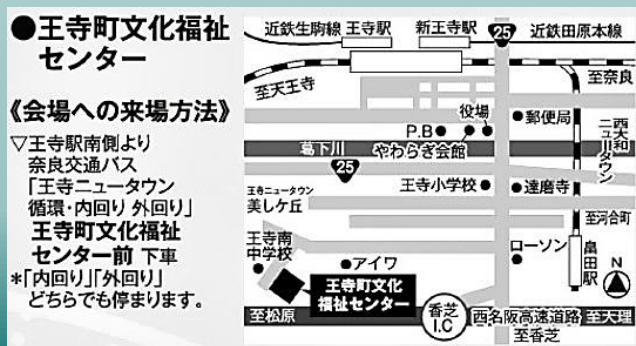 ●王寺町文化福祉
センター
《会場への来場方法》
▽王寺駅南側より
奈良交通バス
「王寺ニュータウン
循環・内回り 外回り」
王寺町文化福祉
センター前 下車
*「内回り」「外回り」
どちらでも停まります。
近鉄生駒線
王寺駅
新王寺駅
25
近鉄田原本線
至天王寺
至奈良
役場
郵便局
P.B
やわらぎ会館
葛下川
西大和
ニュータウン
25
王寺小学校
達磨寺
王寺ニュータウン
美しケ丘
至河合町
王寺南
中学校
アイワ
ローソン
畠田駅
N
王寺町文化
福祉センター
至松原
香芝
I.C
西名阪高速道路
至天理
至香芝